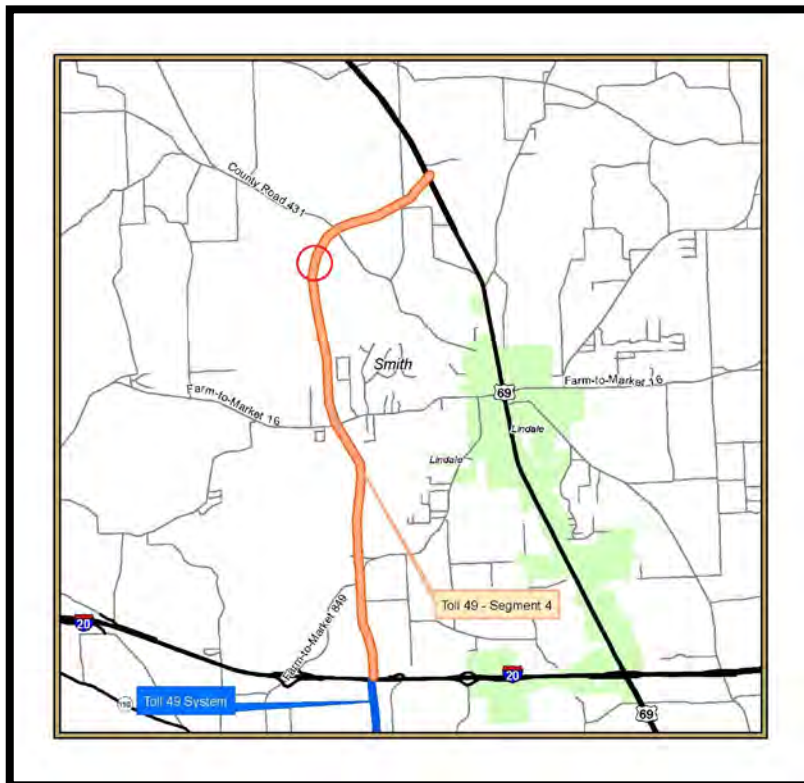 County Road 431
Smith
Farm-to-Market 16
Farm-to-Market 16
69
Lindale
Lindale
Toll 49 - Segment 4
Farm-to-Market 849
20
20
Toll 49 System
110
69